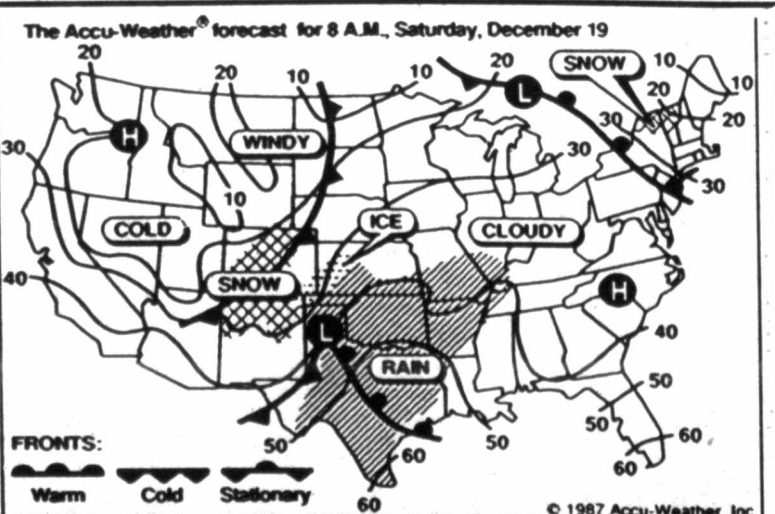 The Accu-Weather® forecast for 8 A.M., Saturday, December 19
20
20
10
10
20
SNOW
10
10
20
20
H
L
30
WINDY
30
30
30
10
COLD
ICE
CLOUDY
SNOW
40
H
L
RAIN
40
50
50
50
50
60
60
60
60
FRONTS:
Warm
Cold
Stationary
© 1987 Accu-Weather, Inc